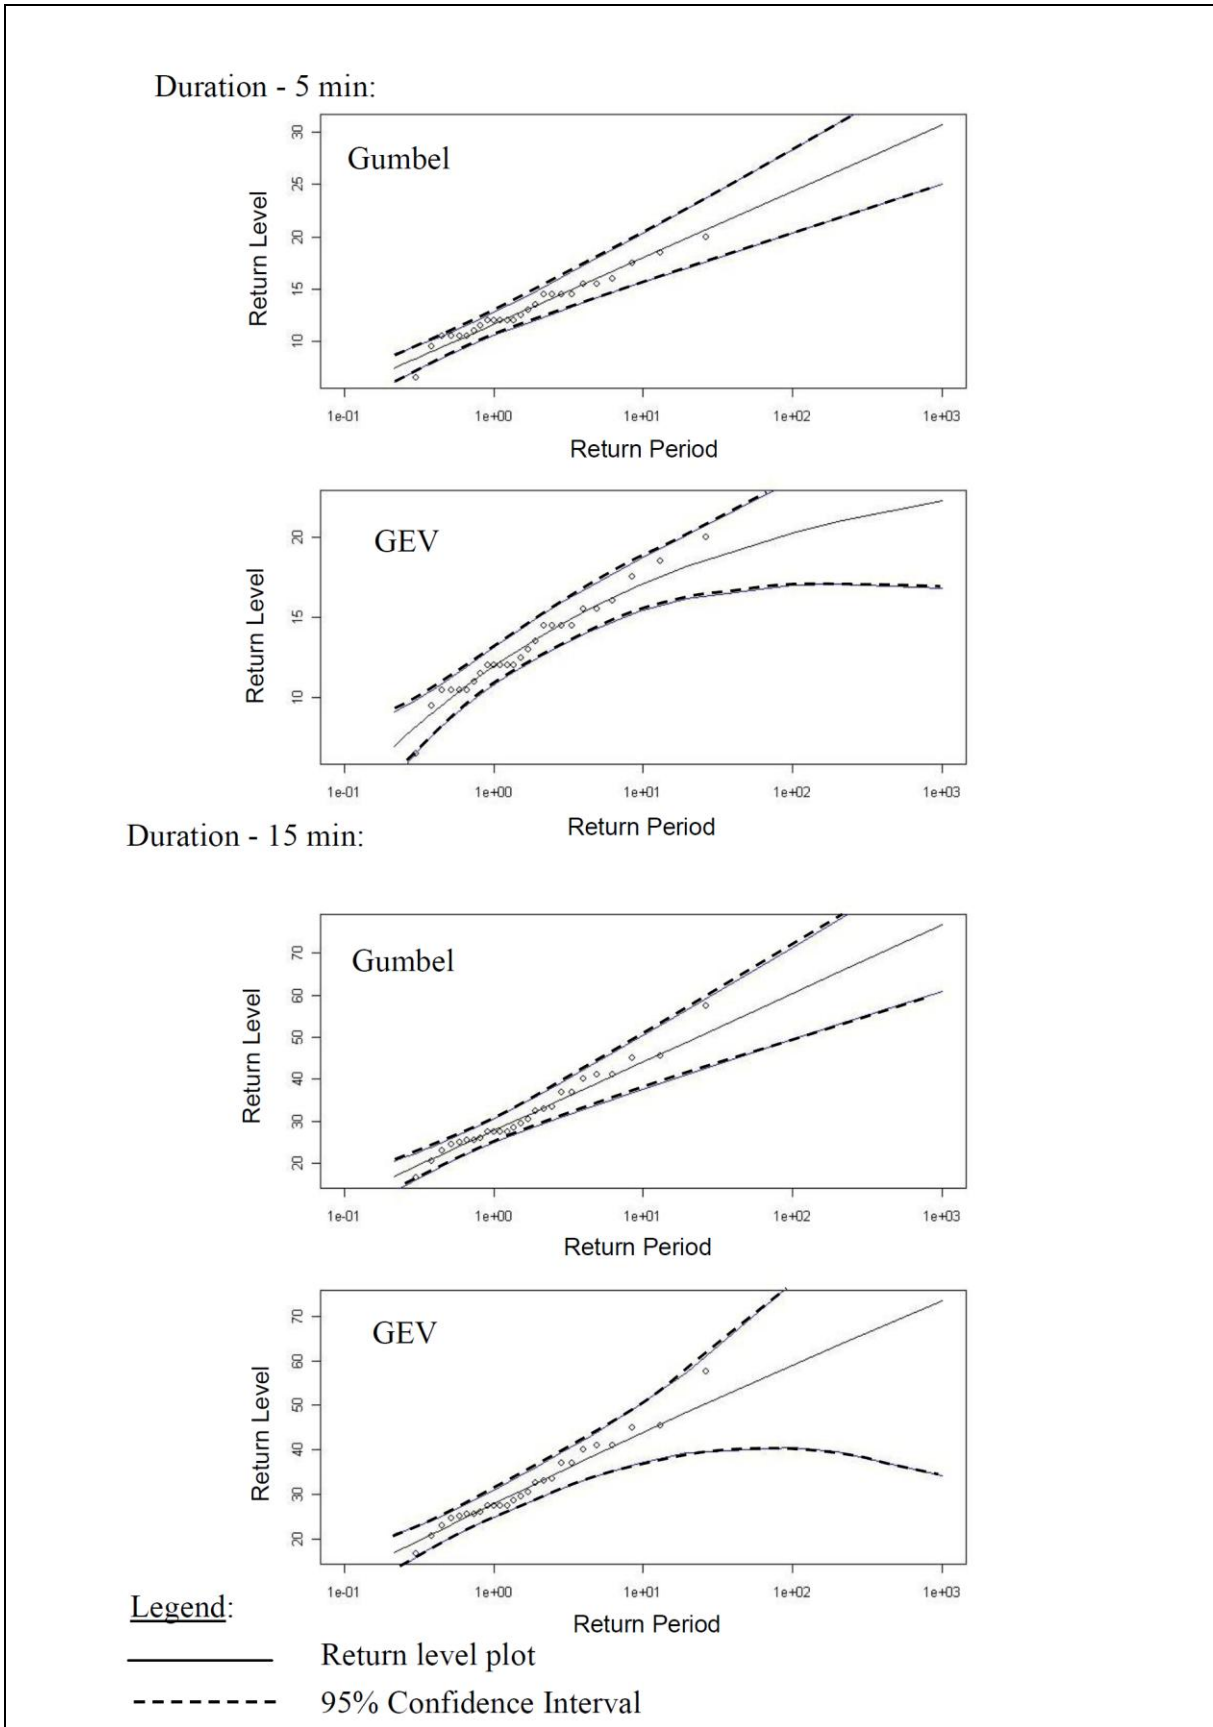 Duration - 5 min:
Gumbel
Return Level
30
25
20
15
10
1e-01 1e+00 1e+01 1e+02 1e+03
Return Period
GEV
Return Level
20
15
10
1e-01 1e+00 1e+01 1e+02 1e+03
Return Period
Duration - 15 min:
Gumbel
Return Level
70
60
50
40
30
20
1e-01 1e+00 1e+01 1e+02 1e+03
Return Period
GEV
Return Level
70
60
50
40
30
20
1e-01 1e+00 1e+01 1e+02 1e+03
Return Period
Legend:
Return level plot
95% Confidence Interval